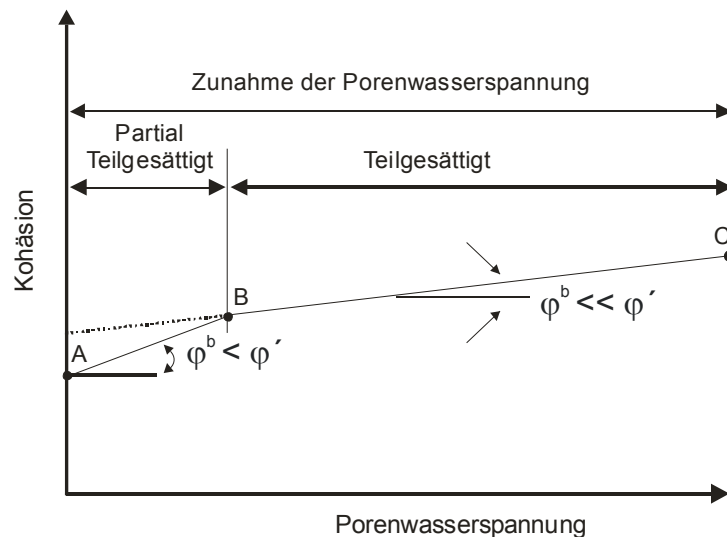 Zunahme der Porenwasserspannung
Partial
Teilgesättigt
Teilgesättigt
Kohäsion
C
B
A
φᵇ << φ´
φᵇ < φ´
Porenwasserspannung